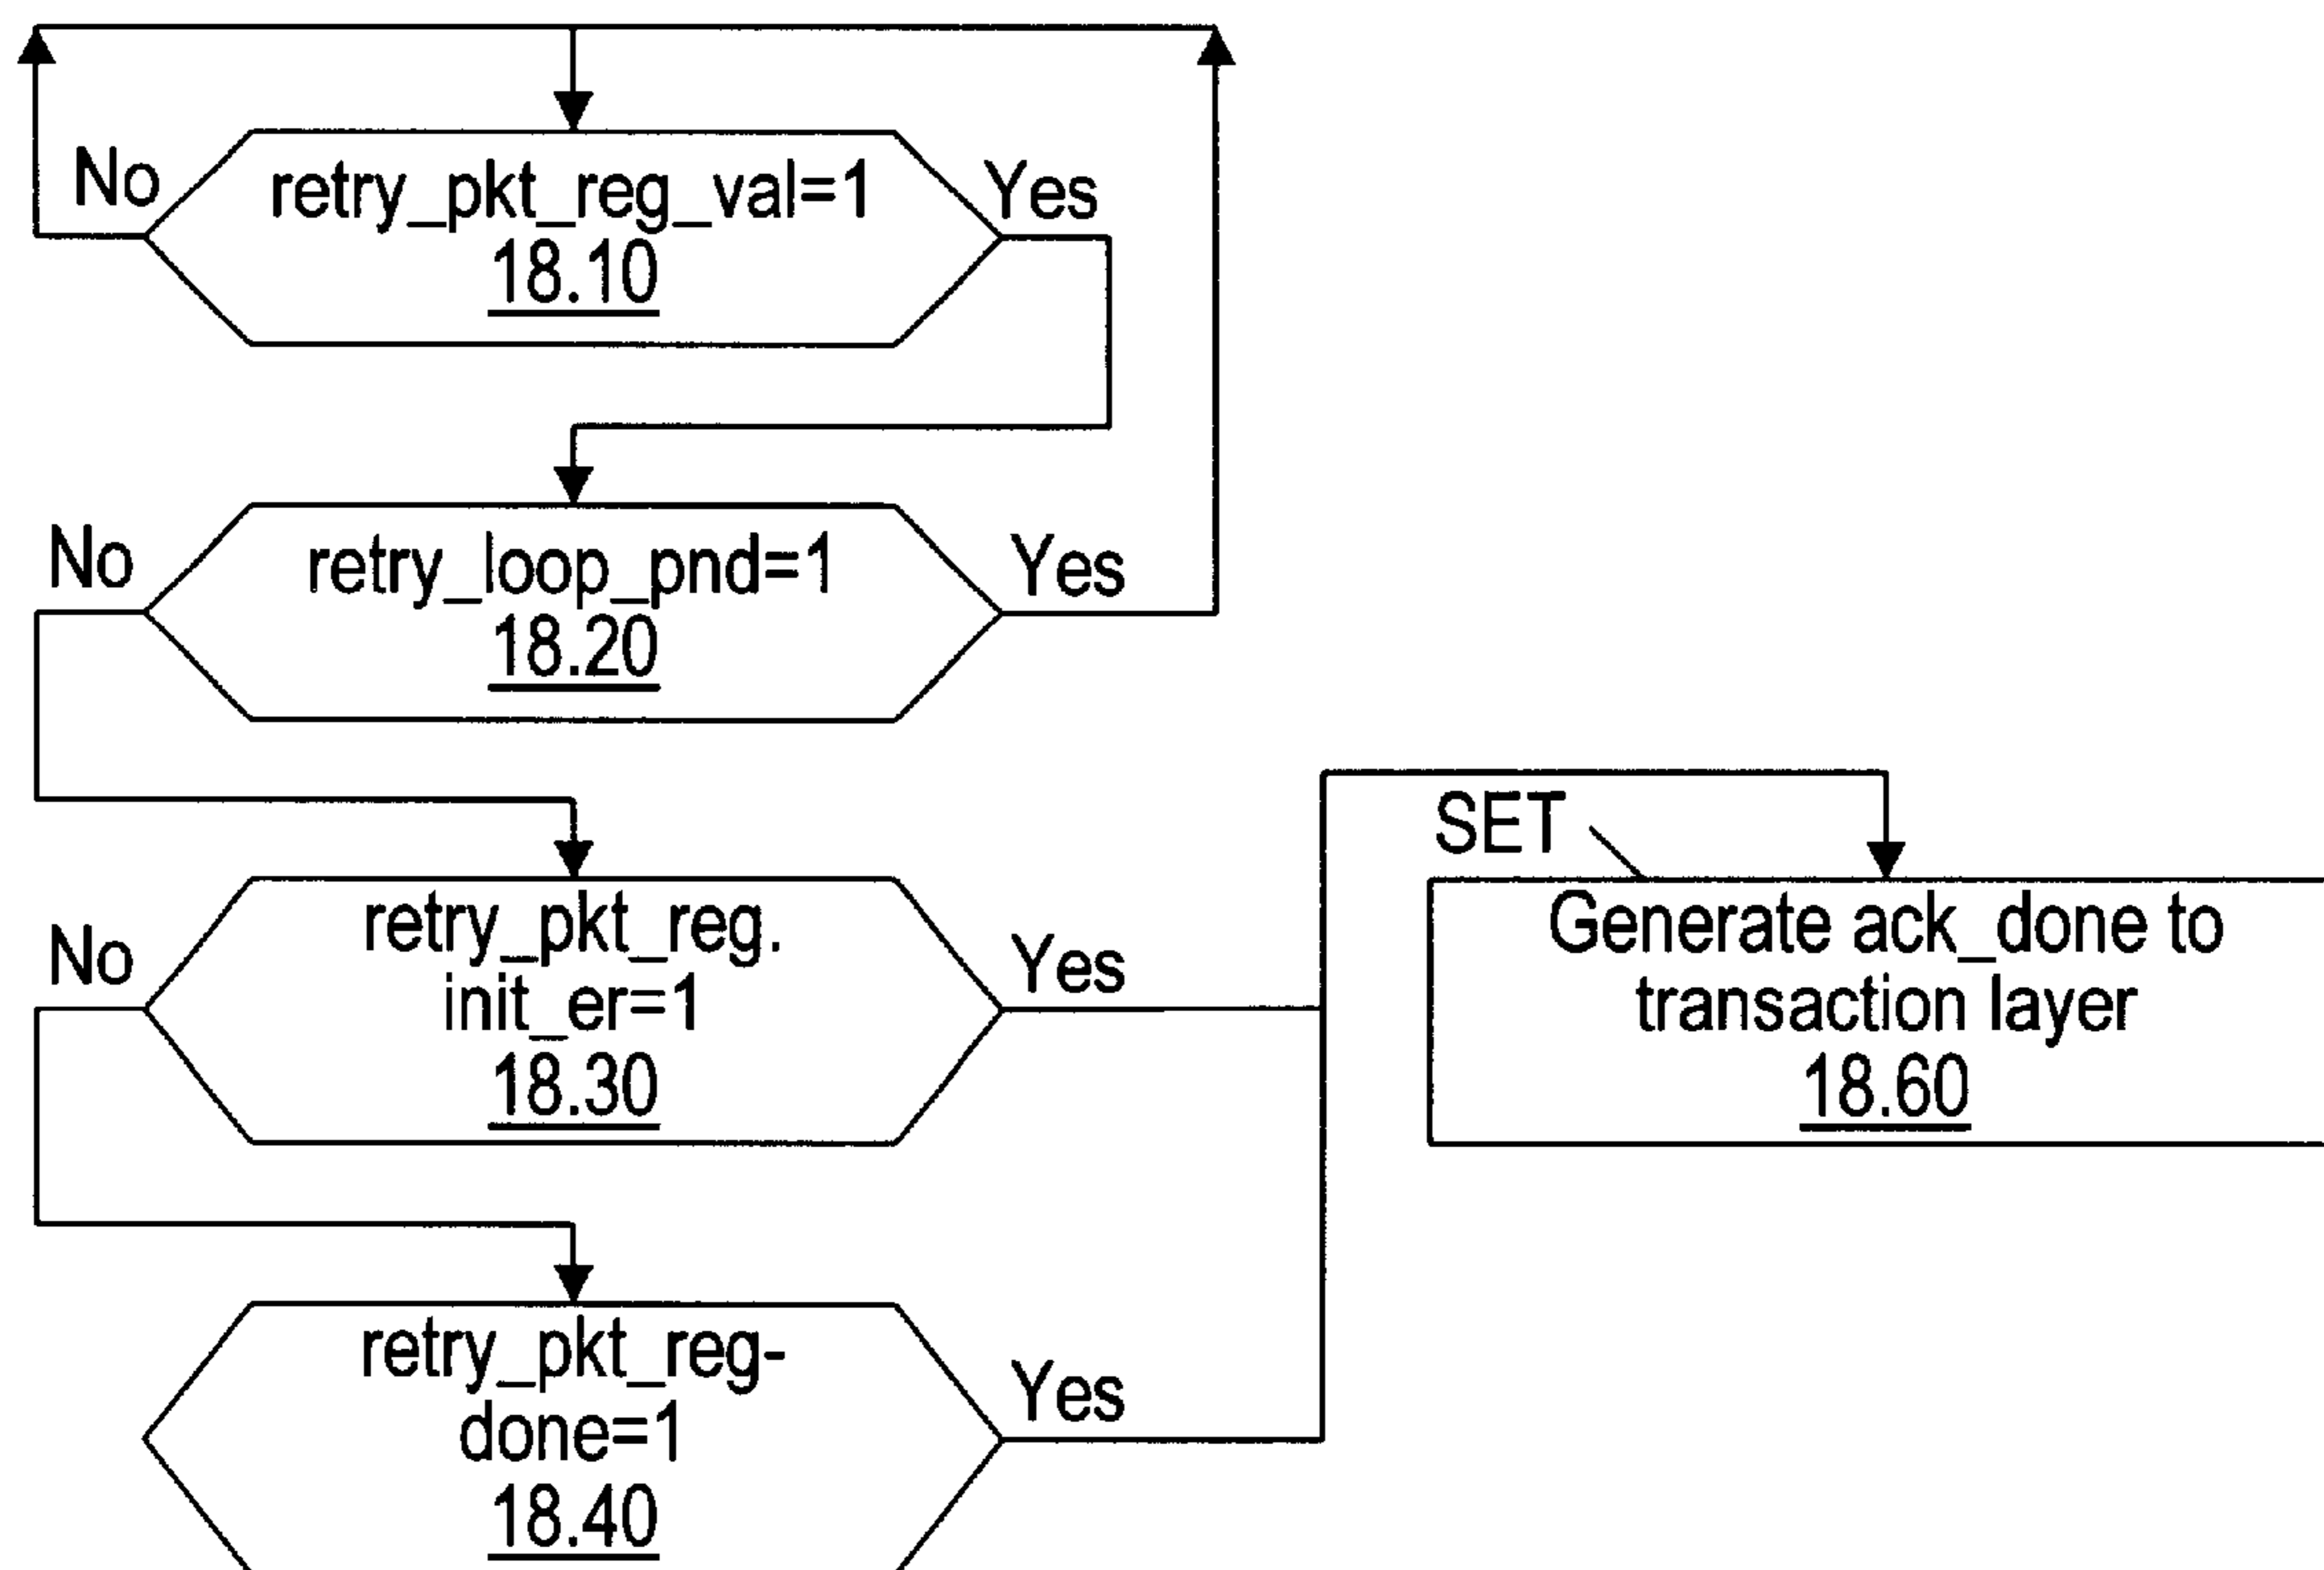 No
retry_pkt_reg_val=1
Yes
18.10
No
retry_loop_pnd=1
Yes
18.20
No
retry_pkt_reg.
init_er=1
Yes
18.30
SET
Generate ack_done to
transaction layer
18.60
retry_pkt_reg-
done=1
Yes
18.40